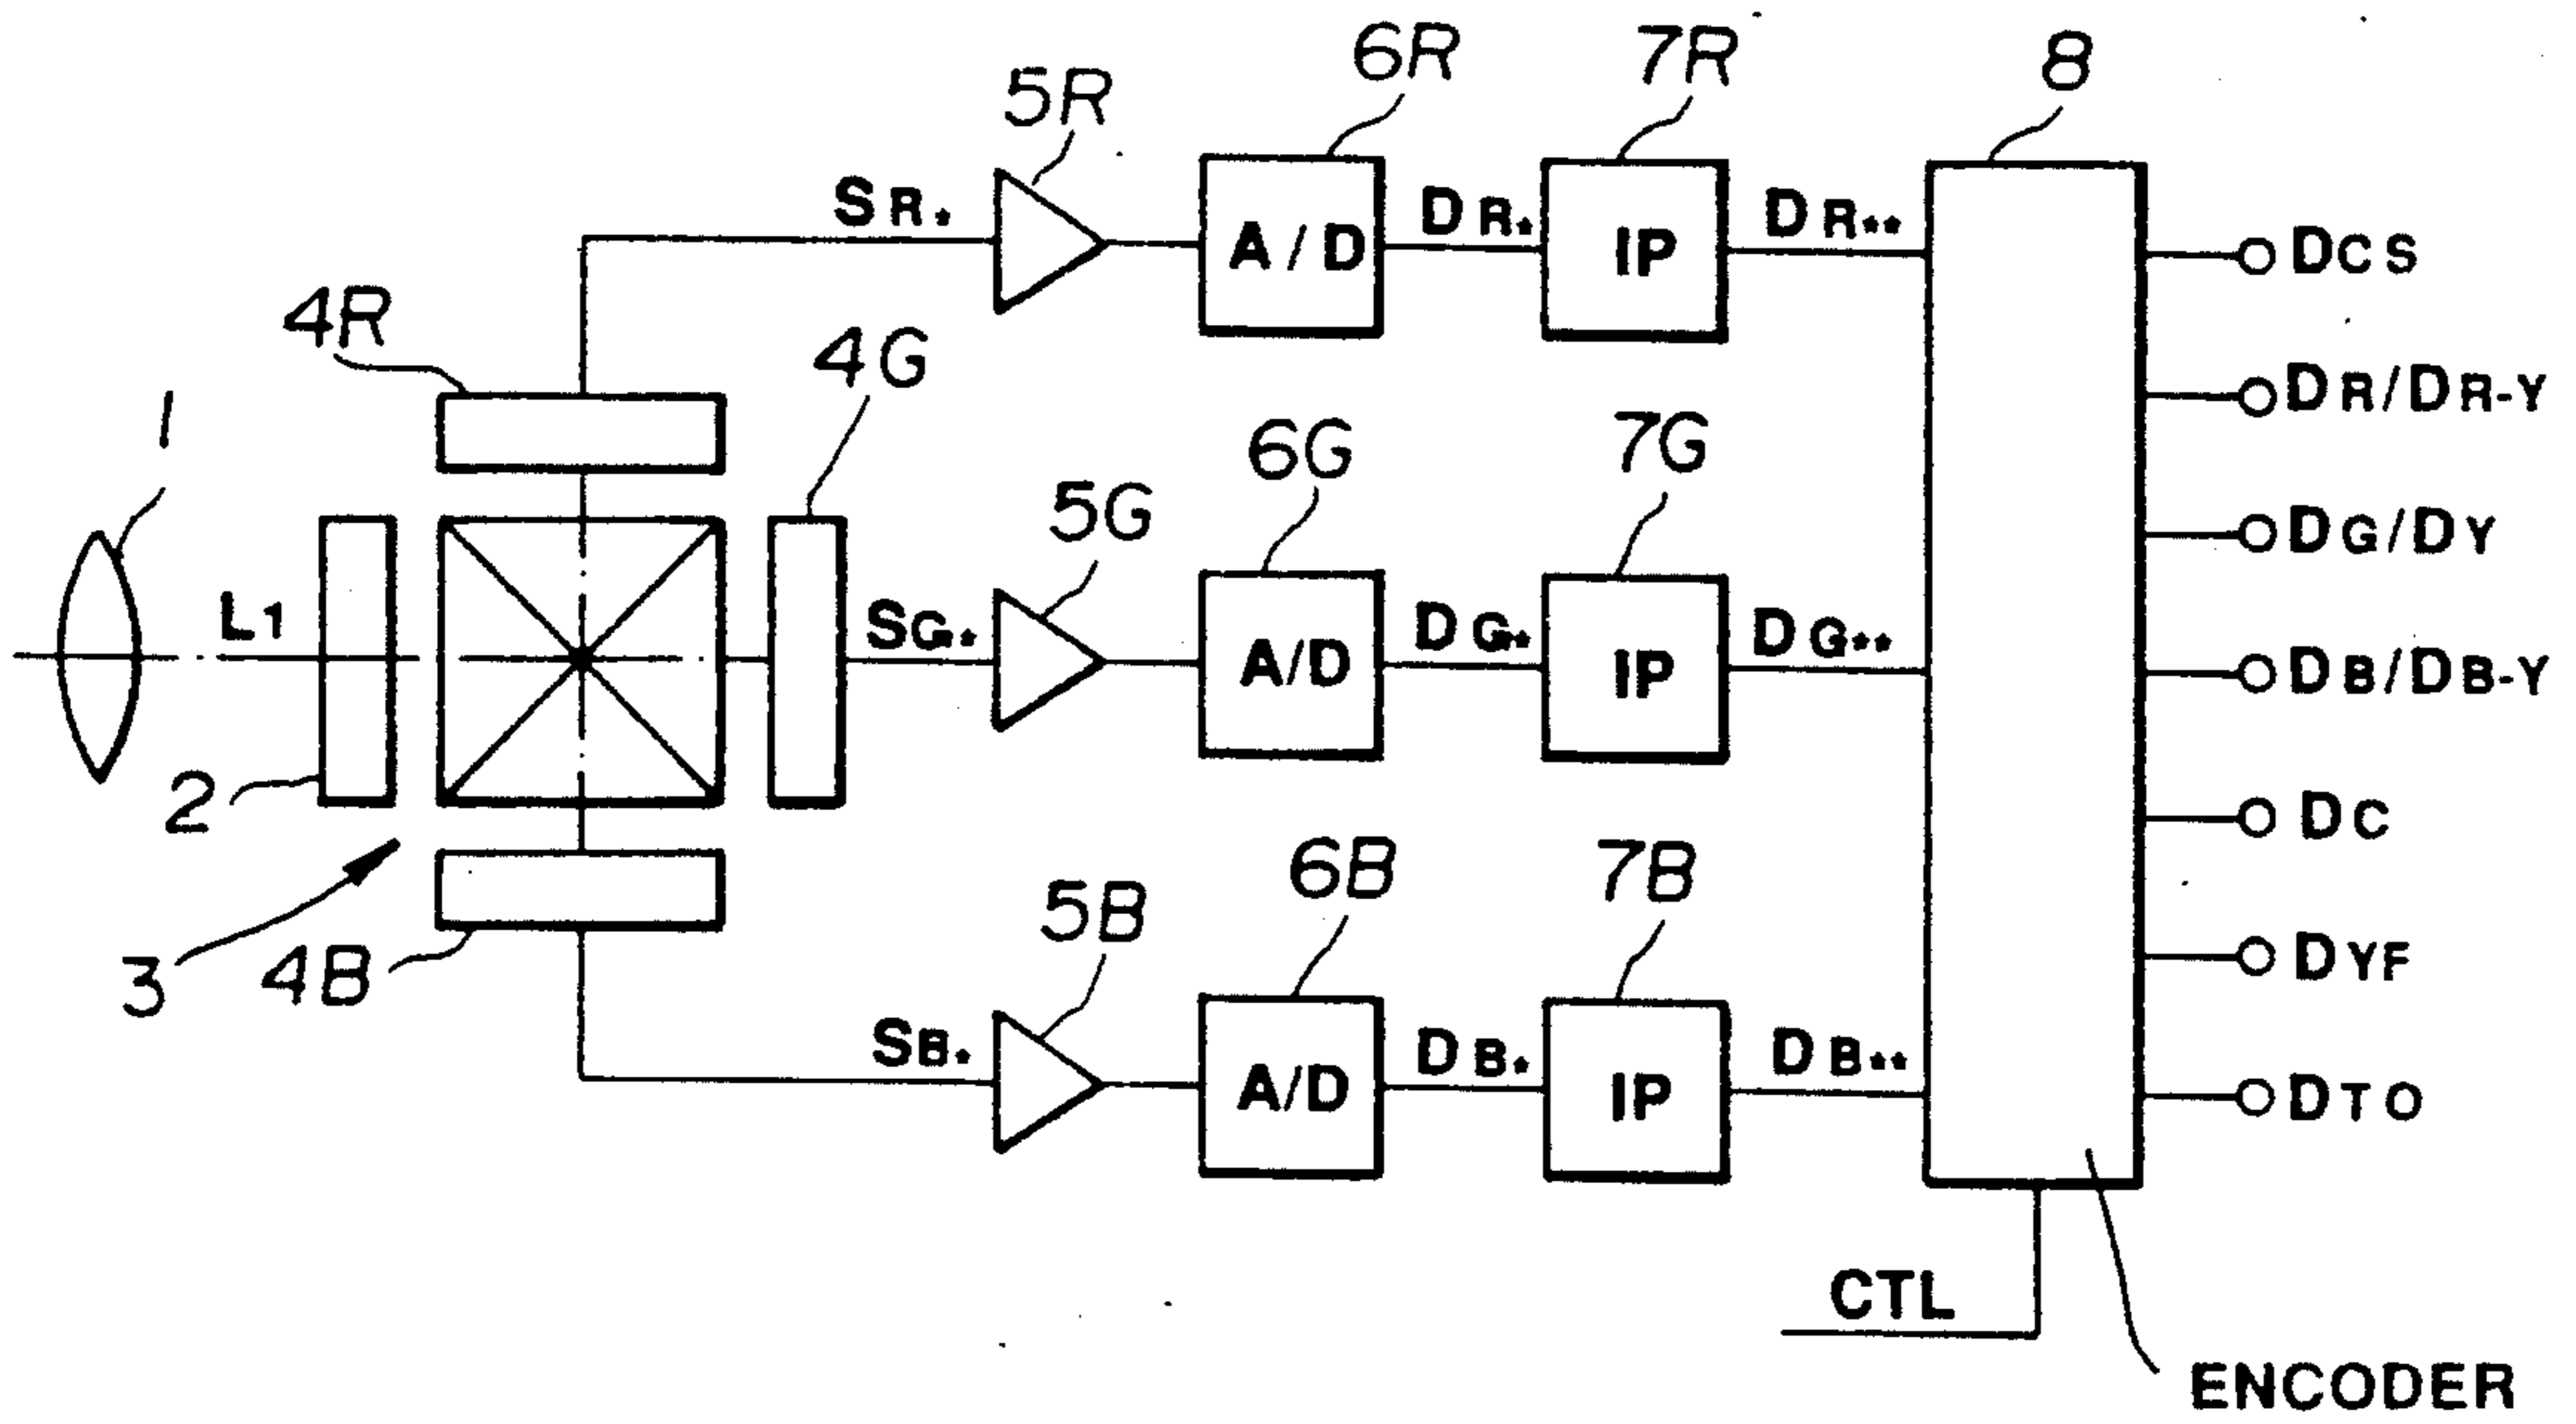 6R 7R 8
5R
SR* A/D DR* IP DR** DCS
4R 4G
DR/DR-Y
1
6G 7G
5G
DG/DY
L1 SG* A/D DG* IP DG** DB/DB-Y
2
DC
6B 7B
5B
3 4B
DYF
SB* A/D DB* IP DB** DTO
CTL
ENCODER